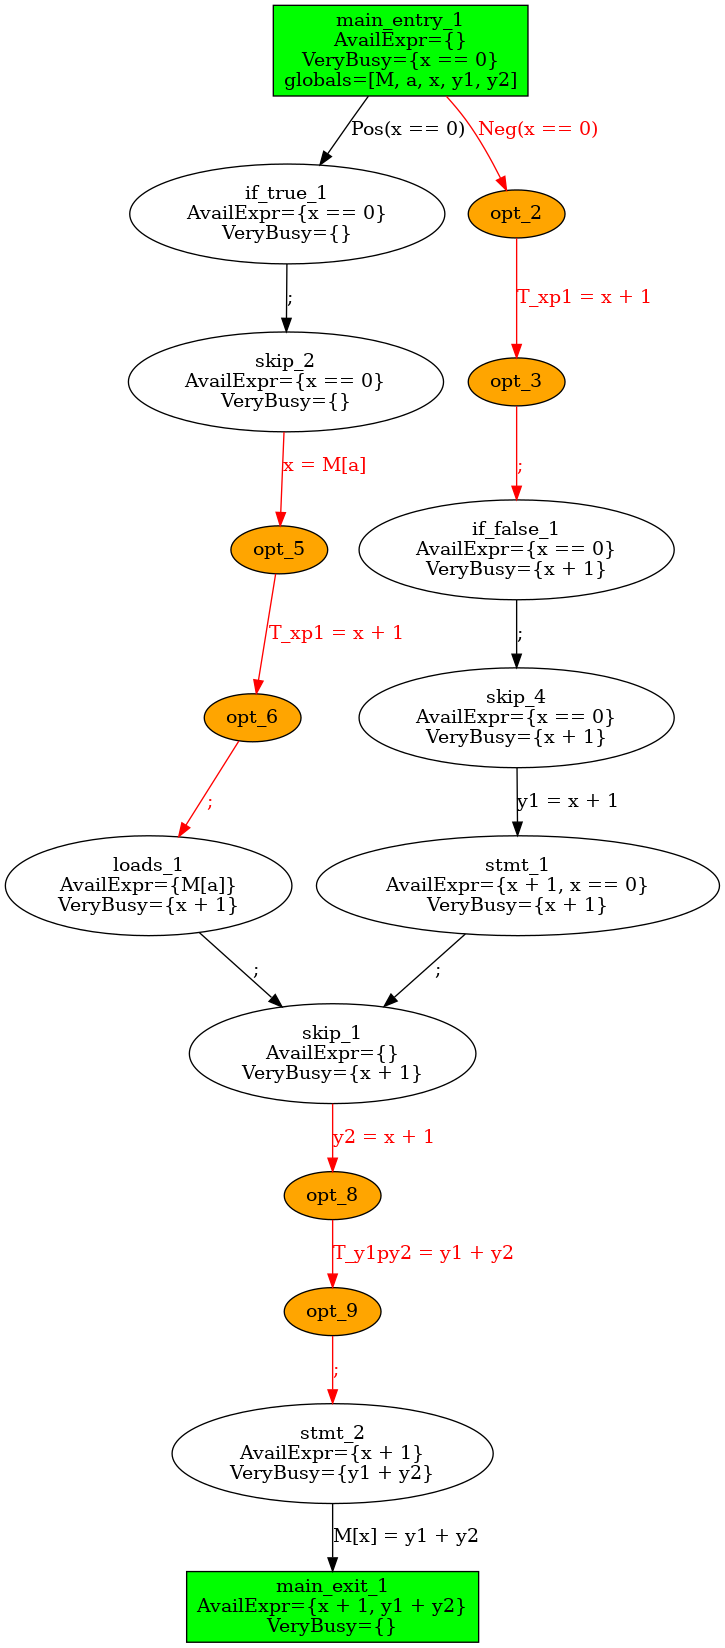 main_entry_1
AvailExpr={}
VeryBusy={x == 0}
globals=[M, a, x, y1, y2]
Pos(x == 0)
Neg(x == 0)
if_true_1
AvailExpr={x == 0}
VeryBusy={}
opt_2
;
T_xp1 = x + 1
skip_2
AvailExpr={x == 0}
VeryBusy={}
opt_3
x = M[a]
;
opt_5
if_false_1
AvailExpr={x == 0}
VeryBusy={x + 1}
T_xp1 = x + 1
;
opt_6
skip_4
AvailExpr={x == 0}
VeryBusy={x + 1}
;
y1 = x + 1
loads_1
AvailExpr={M[a]}
VeryBusy={x + 1}
stmt_1
AvailExpr={x + 1, x == 0}
VeryBusy={x + 1}
;
;
skip_1
AvailExpr={}
VeryBusy={x + 1}
y2 = x + 1
opt_8
T_y1py2 = y1 + y2
opt_9
;
stmt_2
AvailExpr={x + 1}
VeryBusy={y1 + y2}
M[x] = y1 + y2
main_exit_1
AvailExpr={x + 1, y1 + y2}
VeryBusy={}